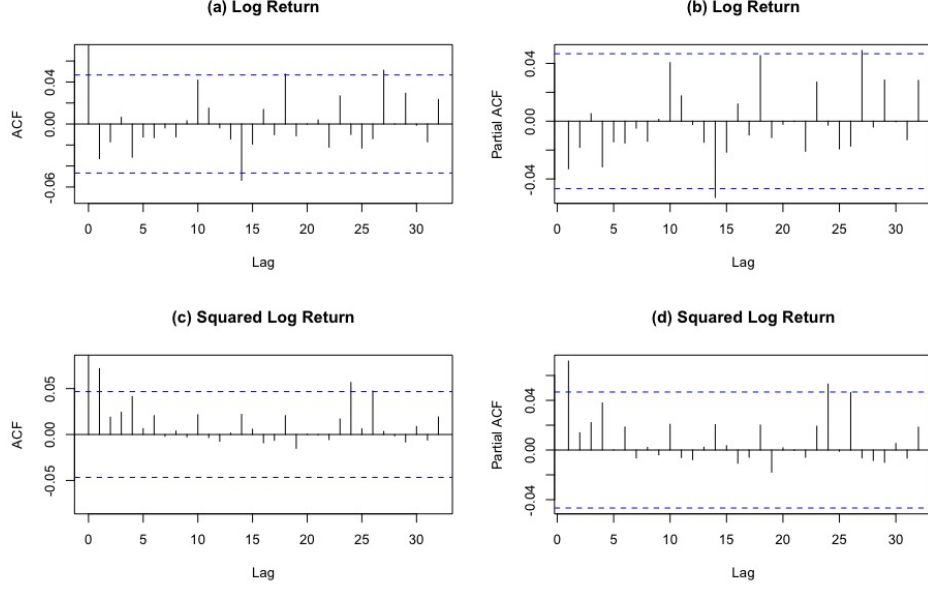 (a) Log Return
ACF
0.04
0.00
-0.06
0 5 10 15 20 25 30
Lag
(b) Log Return
Partial ACF
0.04
0.00
-0.04
0 5 10 15 20 25 30
Lag
(c) Squared Log Return
ACF
0.05
0.00
-0.05
0 5 10 15 20 25 30
Lag
(d) Squared Log Return
Partial ACF
0.04
0.00
-0.04
0 5 10 15 20 25 30
Lag